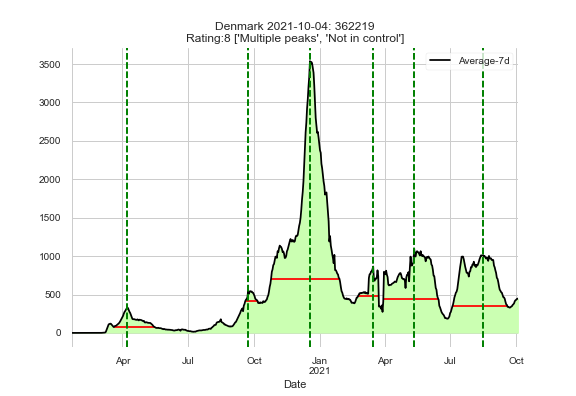 Denmark 2021-10-04: 362219
Rating:8 ['Multiple peaks', 'Not in control']
Average-7d
3500
3000
2500
2000
1500
1000
500
0
Apr Jul Oct Jan Apr Jul Oct
2021
Date